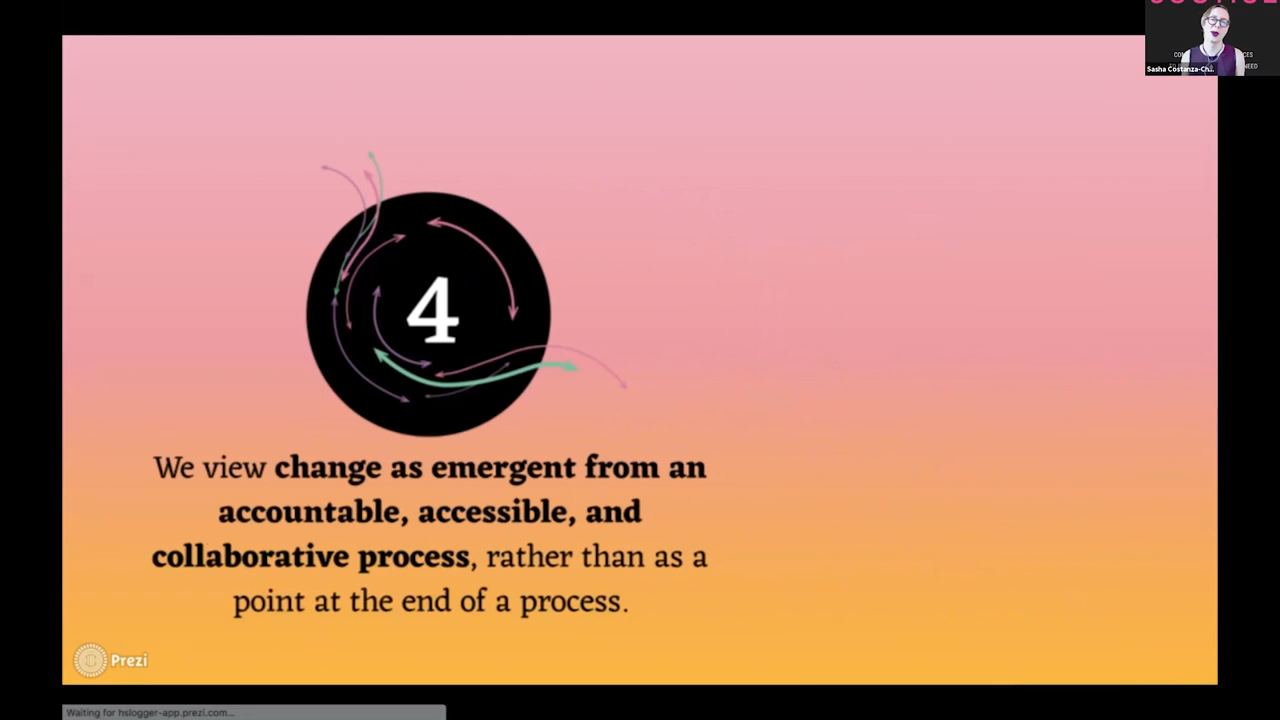 Sasha Costanza-Ch...
4
We view change as emergent from an
accountable, accessible, and
collaborative process, rather than as a
point at the end of a process.
Prezi
Waiting for hslogger-app.prezi.com...